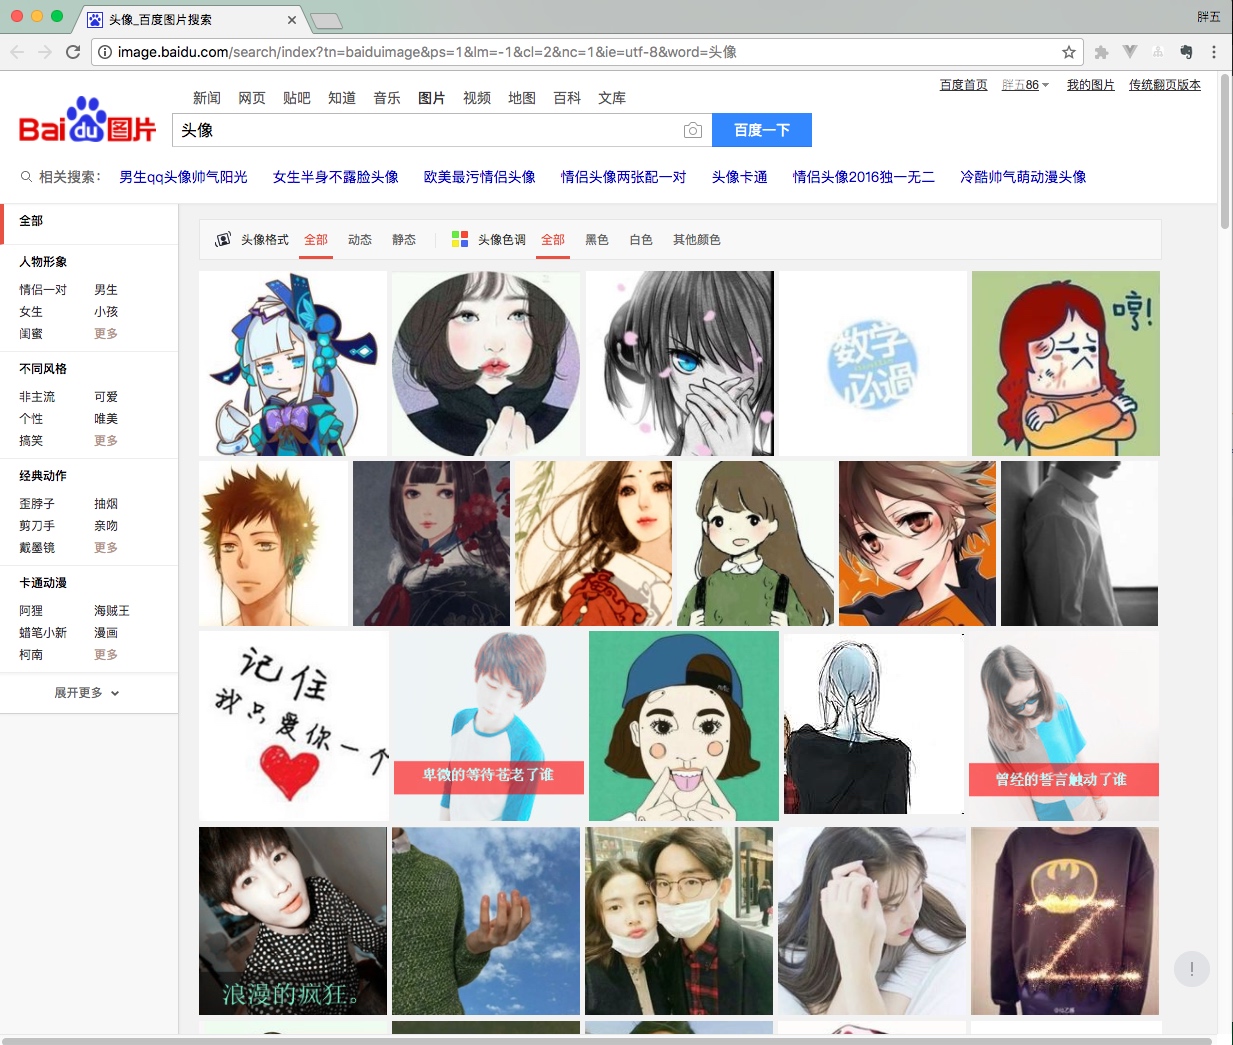 头像_百度图片搜索
胖五
image.baidu.com/search/index?tn=baiduimage&ps=1&lm=-1&cl=2&nc=1&ie=utf-8&word=头像
百度首页 胖五86 我的图片 传统翻页版本
新闻 网页 贴吧 知道 音乐 图片 视频 地图 百科 文库
Bai du 图片
头像
百度一下
相关搜索: 男生qq头像帅气阳光 女生半身不露脸头像 欧美最污情侣头像 情侣头像两张配一对 头像卡通 情侣头像2016独一无二 冷酷帅气萌动漫头像
全部
人物形象
情侣一对 男生
女生 小孩
闺蜜 更多
不同风格
非主流 可爱
个性 唯美
搞笑 更多
经典动作
歪脖子 抽烟
剪刀手 亲吻
戴墨镜 更多
卡通动漫
阿狸 海贼王
蜡笔小新 漫画
柯南 更多
展开更多
头像格式 全部 动态 静态 头像色调 全部 黑色 白色 其他颜色
数学
必過
哼!
记住
我只爱你一个
卑微的等待苍老了谁
曾经的誓言触动了谁
浪漫的疯狂。
Z